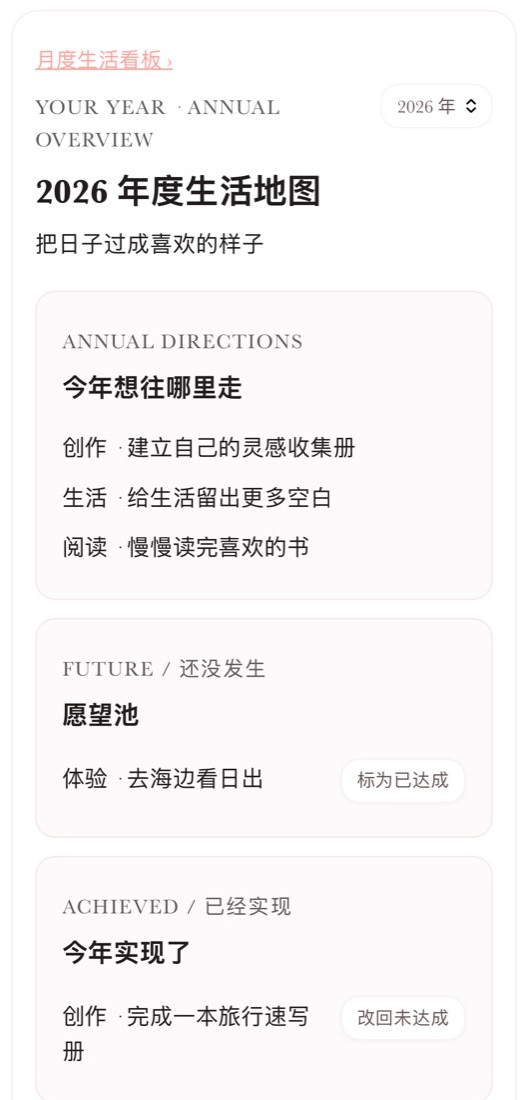 月度生活看板 ›
YOUR YEAR · ANNUAL
OVERVIEW
2026 年
2026 年度生活地图
把日子过成喜欢的样子
ANNUAL DIRECTIONS
今年想往哪里走
创作 · 建立自己的灵感收集册
生活 · 给生活留出更多空白
阅读 · 慢慢读完喜欢的书
FUTURE / 还没发生
愿望池
体验 · 去海边看日出
标为已达成
ACHIEVED / 已经实现
今年实现了
创作 · 完成一本旅行速写
册
改回未达成